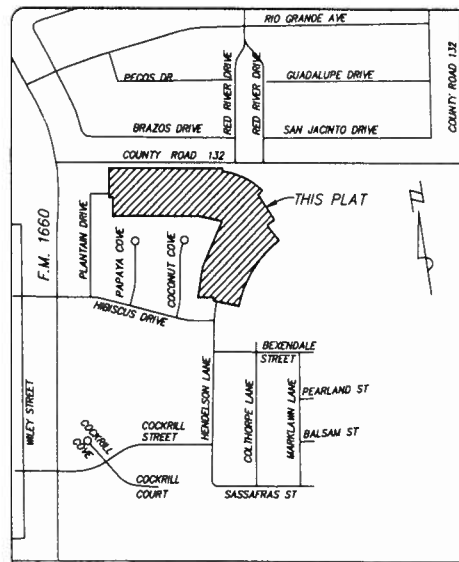 RIO GRANDE AVE
COUNTY ROAD 132
PECOS DR.
RED RIVER DRIVE
RED RIVER DRIVE
GUADALUPE DRIVE
BRAZOS DRIVE
SAN JACINTO DRIVE
COUNTY ROAD 132
THIS PLAT
N
F.M. 1660
PLANTAIN DRIVE
PAPAYA COVE
COCONUT COVE
HIBISCUS DRIVE
BEXENDALE
STREET
WILEY STREET
HENDELSON LANE
COLTHORPE LANE
MARKLAWN LANE
PEARLAND ST
BALSAM ST
COCKRILL
STREET
COCKRILL
COVE
COCKRILL
COURT
SASSAFRAS ST